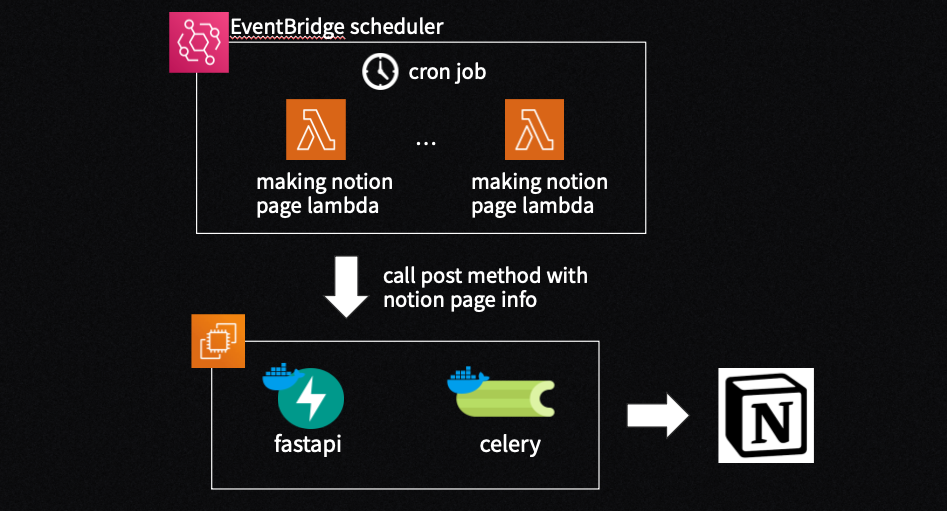 EventBridge scheduler
cron job
...
making notion
page lambda
making notion
page lambda
call post method with
notion page info
fastapi
celery
N